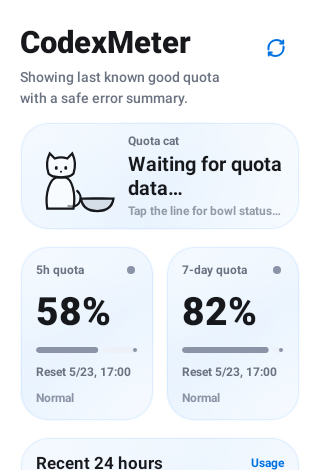 CodexMeter
Showing last known good quota
with a safe error summary.
Quota cat
Waiting for quota
data…
Tap the line for bowl status…
5h quota
58%
Reset 5/23, 17:00
Normal
7-day quota
82%
Reset 5/23, 17:00
Normal
Recent 24 hours
Usage